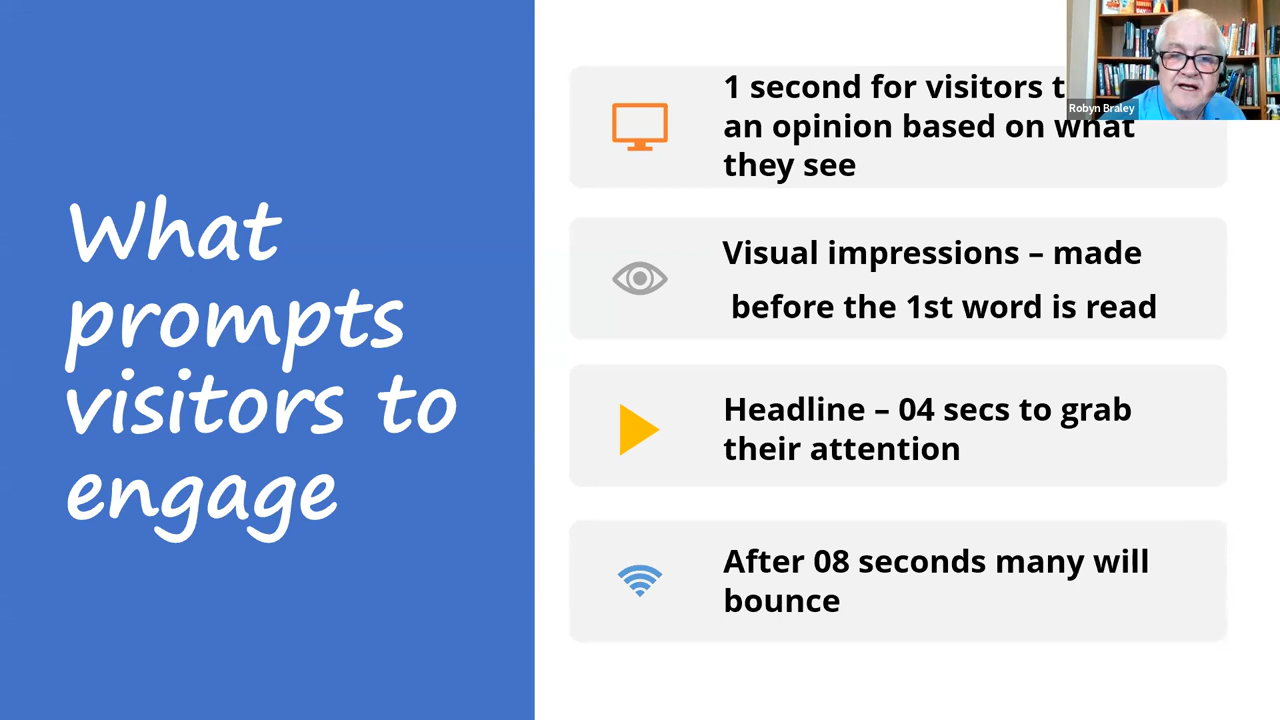 What
prompts
visitors to
engage
1 second for visitors
an opinion based on what
they see
Visual impressions – made
before the 1st word is read
Headline – 04 secs to grab
their attention
After 08 seconds many will
bounce
Robyn Braley